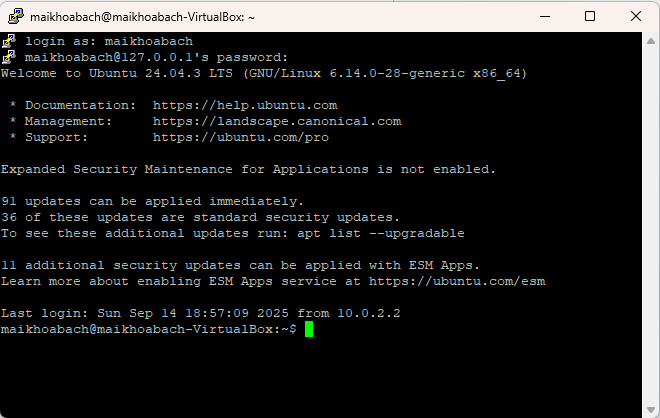 maikhoabach@maikhoabach-VirtualBox: ~
login as: maikhoabach
maikhoabach@127.0.0.1's password:
Welcome to Ubuntu 24.04.3 LTS (GNU/Linux 6.14.0-28-generic x86_64)
* Documentation:  https://help.ubuntu.com
* Management:     https://landscape.canonical.com
* Support:        https://ubuntu.com/pro
Expanded Security Maintenance for Applications is not enabled.
91 updates can be applied immediately.
36 of these updates are standard security updates.
To see these additional updates run: apt list --upgradable
11 additional security updates can be applied with ESM Apps.
Learn more about enabling ESM Apps service at https://ubuntu.com/esm
Last login: Sun Sep 14 18:57:09 2025 from 10.0.2.2
maikhoabach@maikhoabach-VirtualBox:~$